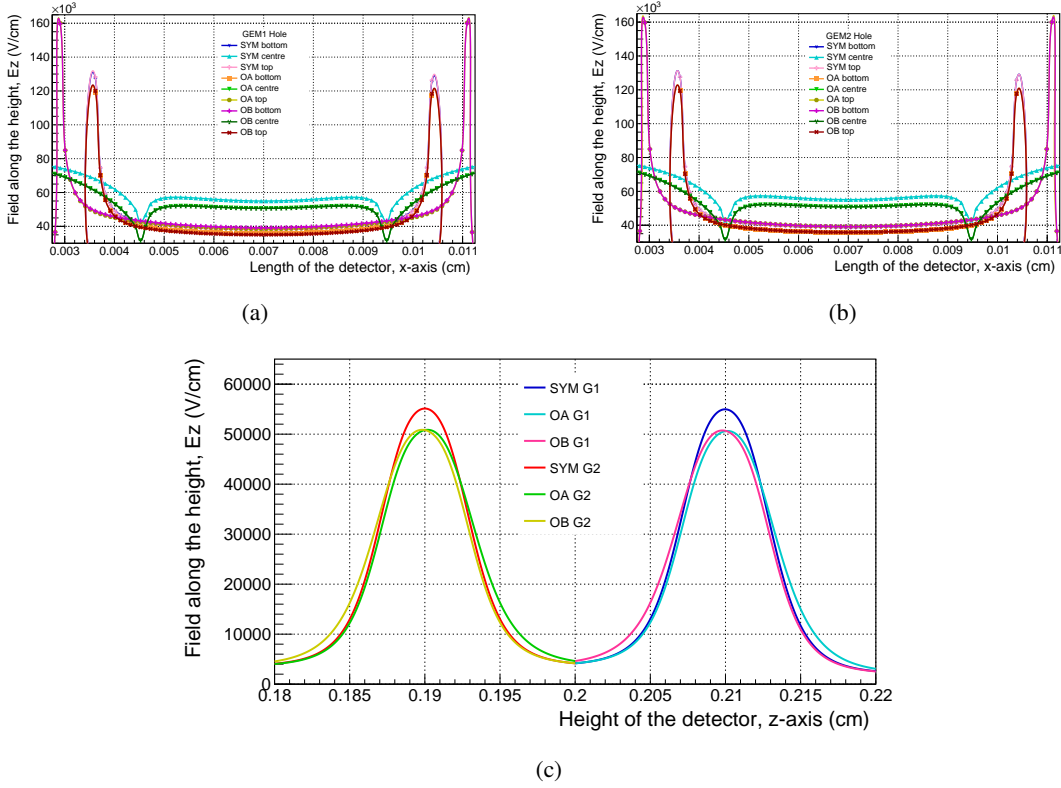 ×10³
160
140
120
100
80
60
40
Field along the height, Ez (V/cm)
GEM1 Hole
SYM bottom
SYM centre
SYM top
OA bottom
OA centre
OA top
OB bottom
OB centre
OB top
0.003 0.004 0.005 0.006 0.007 0.008 0.009 0.01 0.011
Length of the detector, x-axis (cm)
(a)
×10³
160
140
120
100
80
60
40
Field along the height, Ez (V/cm)
GEM2 Hole
SYM bottom
SYM centre
SYM top
OA bottom
OA centre
OA top
OB bottom
OB centre
OB top
0.003 0.004 0.005 0.006 0.007 0.008 0.009 0.01 0.011
Length of the detector, x-axis (cm)
(b)
60000
50000
40000
30000
20000
10000
0
Field along the height, Ez (V/cm)
SYM G1
OA G1
OB G1
SYM G2
OA G2
OB G2
0.18 0.185 0.19 0.195 0.2 0.205 0.21 0.215 0.22
Height of the detector, z-axis (cm)
(c)